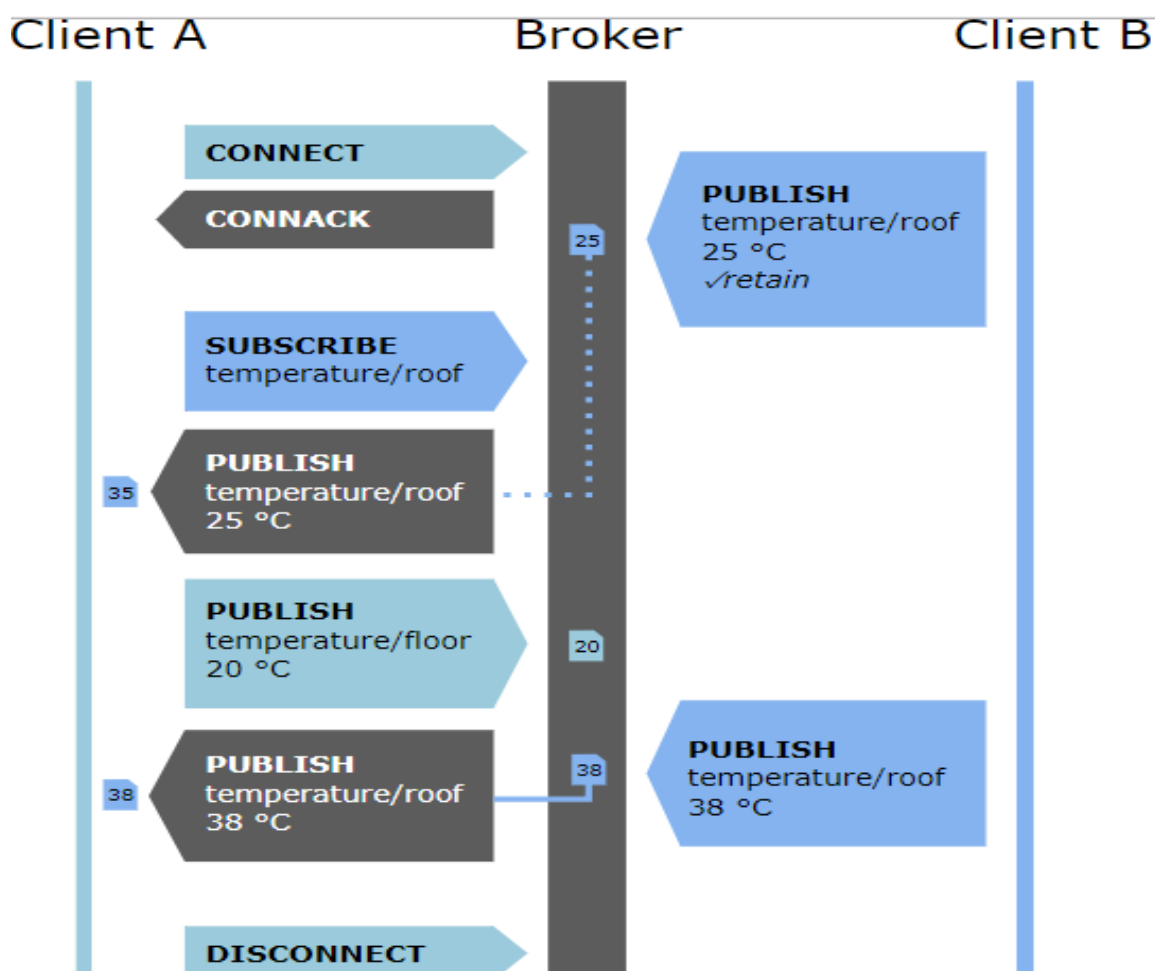 Client A
Broker
Client B
CONNECT
PUBLISH
temperature/roof
25 °C
✓retain
CONNACK
25
SUBSCRIBE
temperature/roof
PUBLISH
temperature/roof
25 °C
35
PUBLISH
temperature/floor
20 °C
20
PUBLISH
temperature/roof
38 °C
38
38
PUBLISH
temperature/roof
38 °C
DISCONNECT